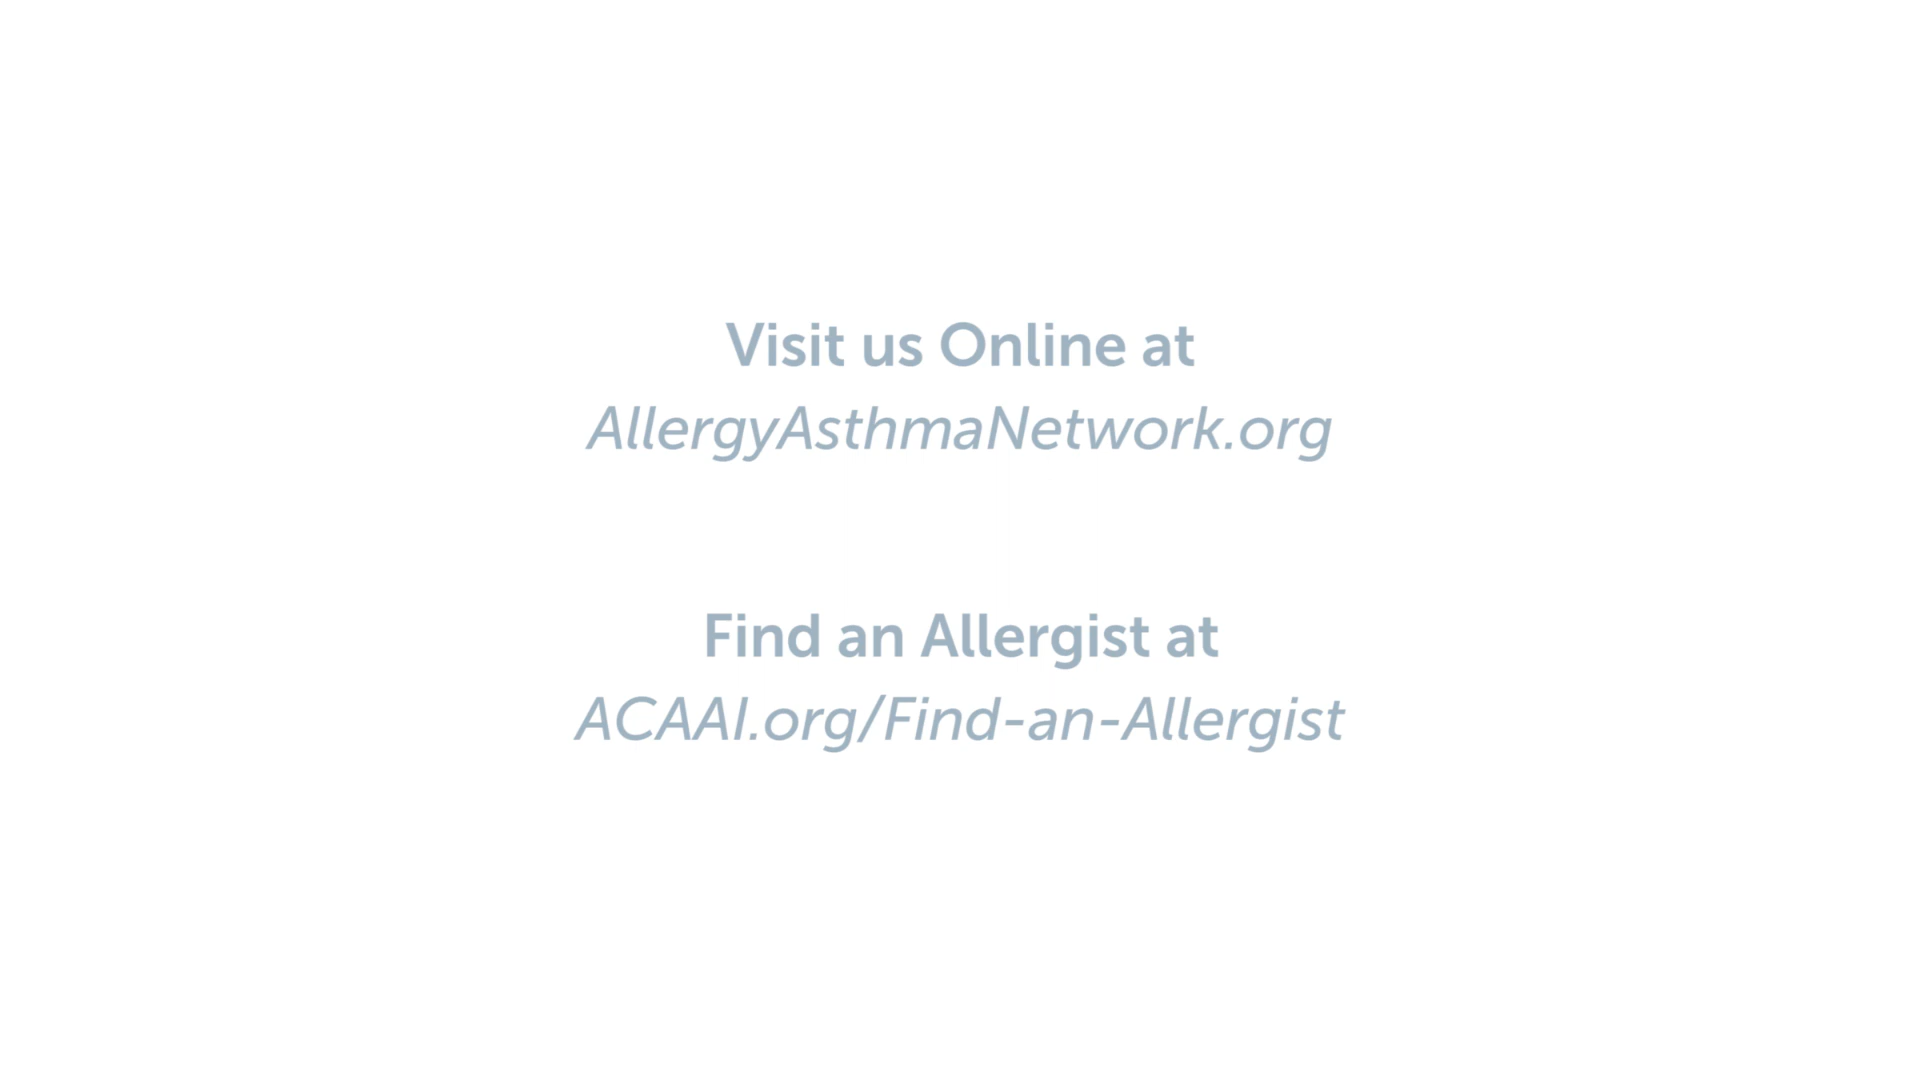 Visit us Online at
AllergyAsthmaNetwork.org
Find an Allergist at
ACAAI.org/Find-an-Allergist